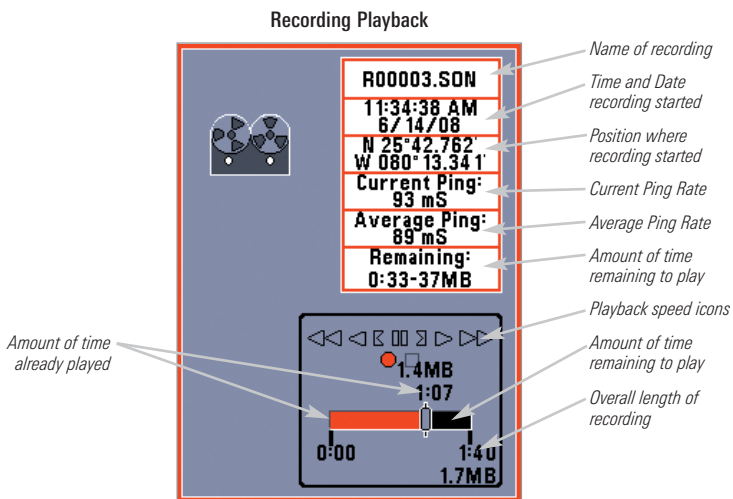 Recording Playback
R00003.SON
11:34:38 AM
6/14/08
N 25°42.762'
W 080°13.341'
Current Ping:
93 mS
Average Ping:
89 mS
Remaining:
0:33-37MB
Name of recording
Time and Date
recording started
Position where
recording started
Current Ping Rate
Average Ping Rate
Amount of time
remaining to play
Playback speed icons
Amount of time
remaining to play
Overall length of
recording
Amount of time
already played
1.4MB
1:07
0:00
1:40
1.7MB